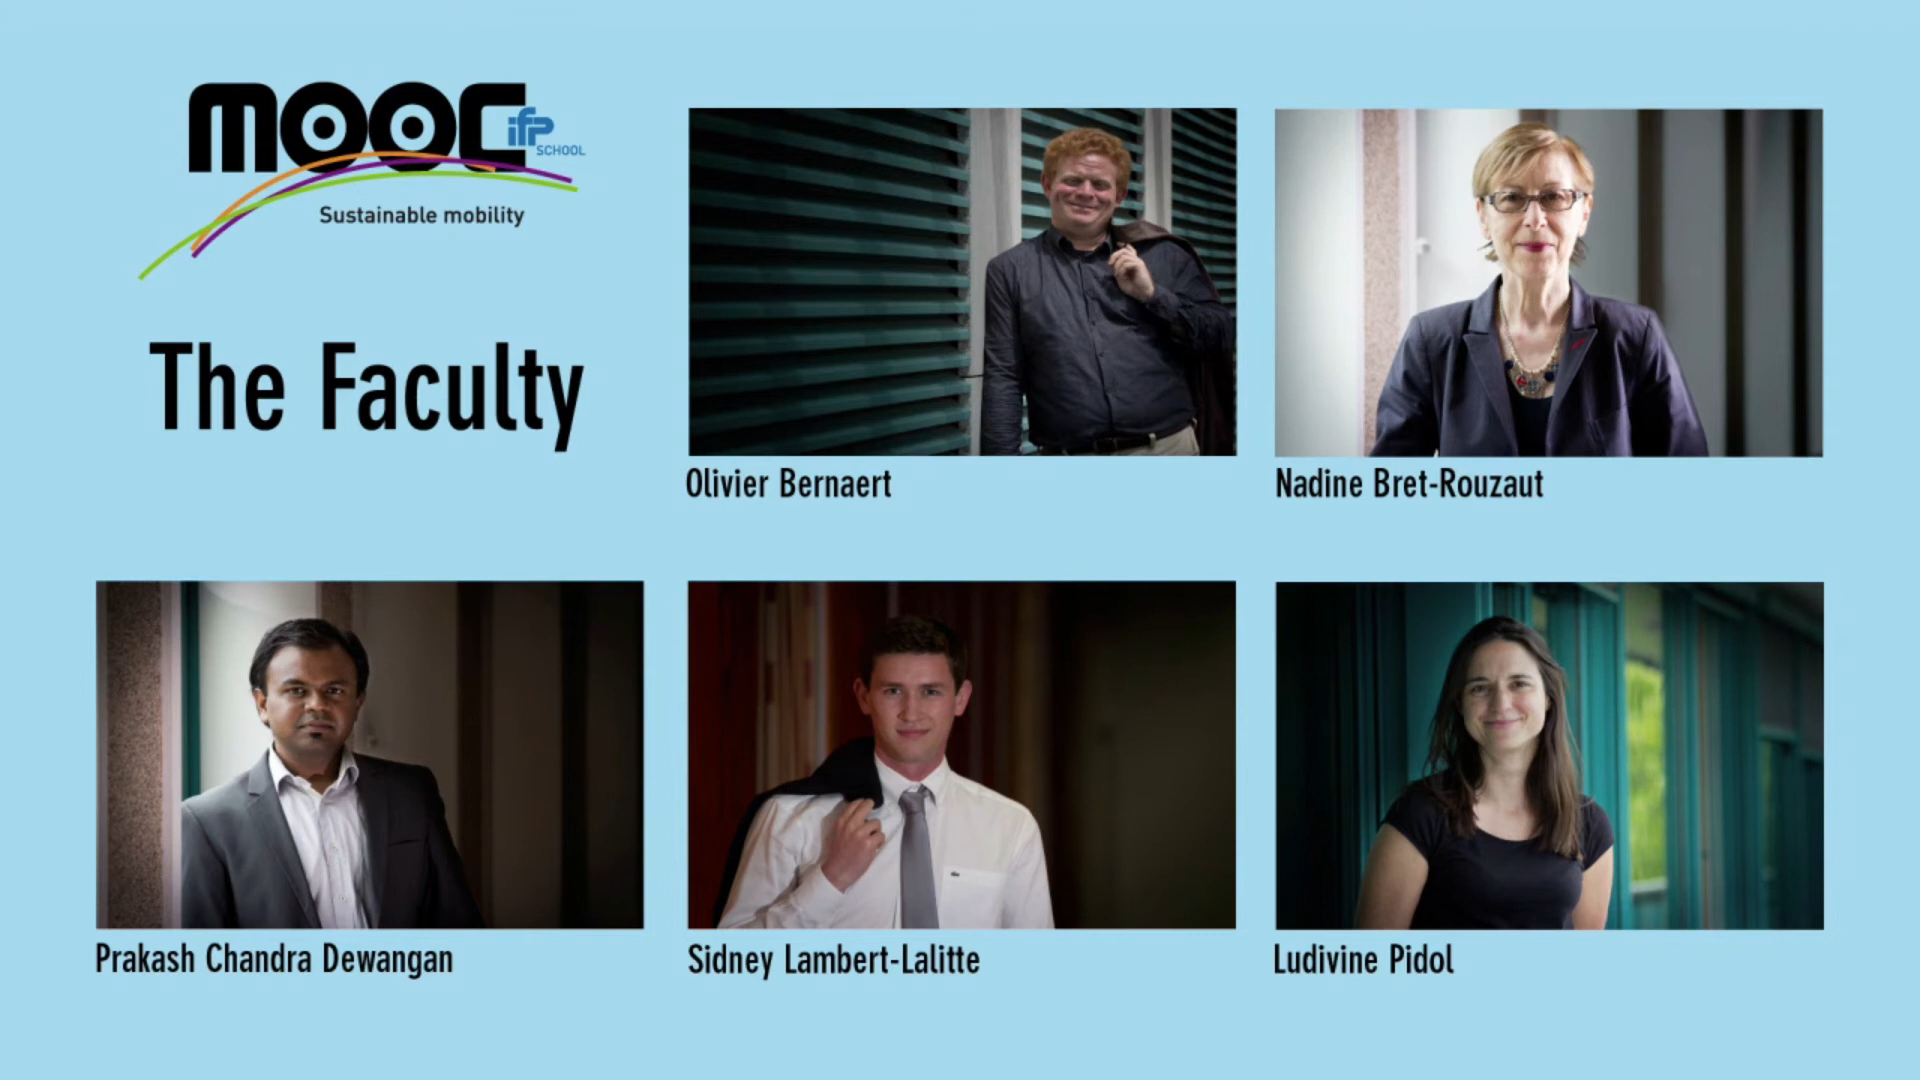 MOOC
ifp
SCHOOL
Sustainable mobility
The Faculty
Olivier Bernaert
Nadine Bret-Rouzaut
Prakash Chandra Dewangan
Sidney Lambert-Lalitte
Ludivine Pidol